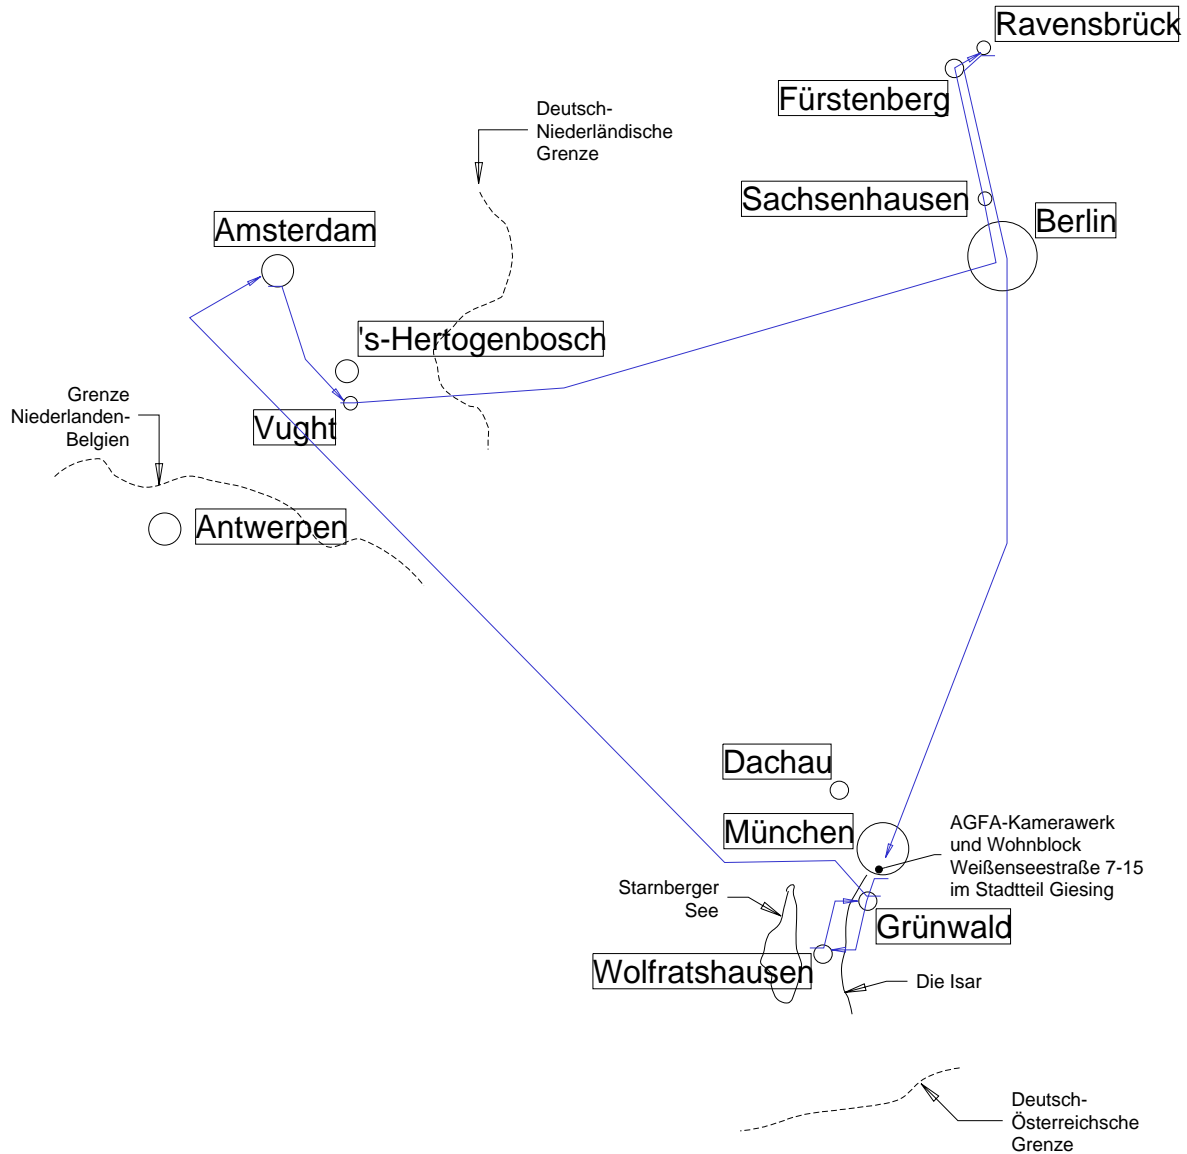 Ravensbrück
Fürstenberg
Deutsch-
Niederländische
Grenze
Sachsenhausen
Berlin
Amsterdam
's-Hertogenbosch
Grenze
Niederlanden-
Belgien
Vught
Antwerpen
Dachau
München
AGFA-Kamerawerk
und Wohnblock
Weißenseestraße 7-15
im Stadtteil Giesing
Starnberger
See
Grünwald
Wolfratshausen
Die Isar
Deutsch-
Österreichsche
Grenze